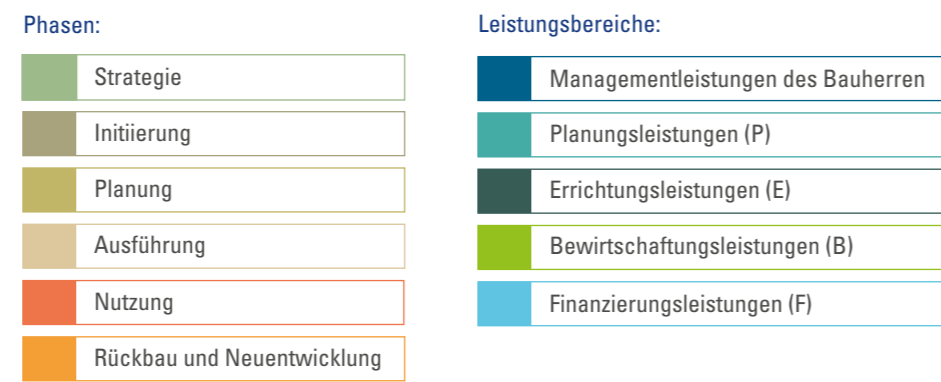 Phasen:
Strategie
Initiierung
Planung
Ausführung
Nutzung
Rückbau und Neuentwicklung
Leistungsbereiche:
Managementleistungen des Bauherren
Planungsleistungen (P)
Errichtungsleistungen (E)
Bewirtschaftungsleistungen (B)
Finanzierungsleistungen (F)